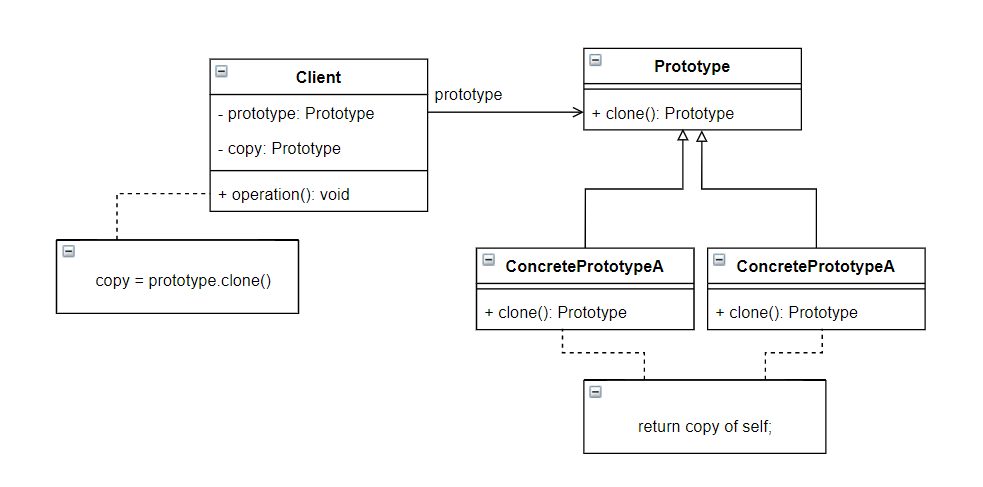 Client
- prototype: Prototype
- copy: Prototype
+ operation(): void
prototype
Prototype
+ clone(): Prototype
copy = prototype.clone()
ConcretePrototypeA
+ clone(): Prototype
ConcretePrototypeA
+ clone(): Prototype
return copy of self;